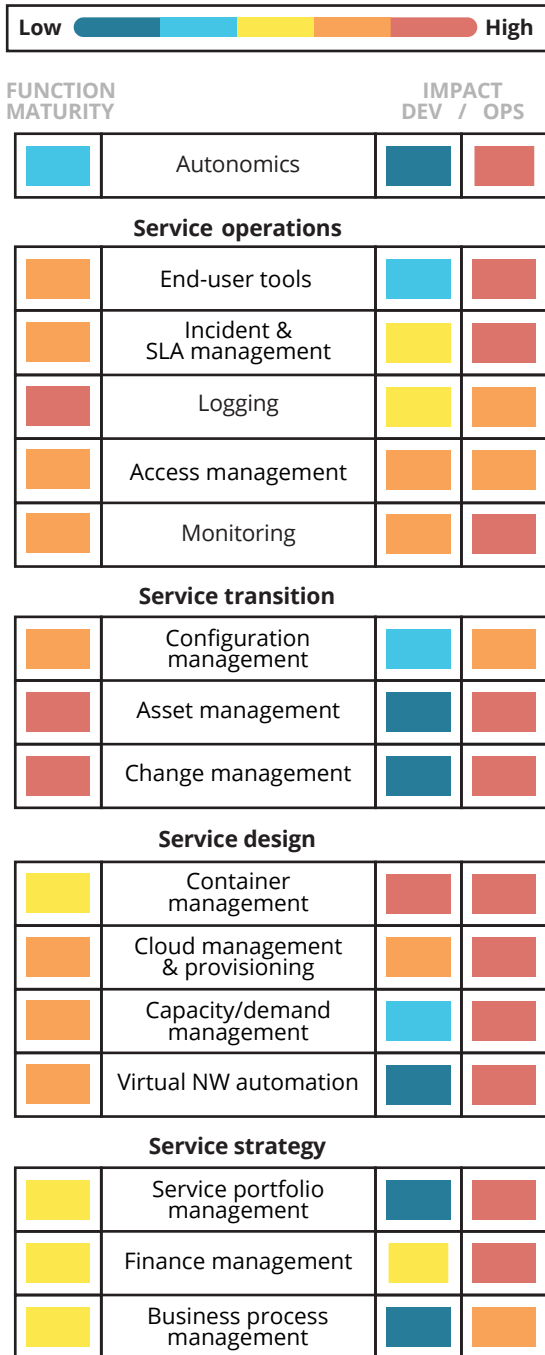 Low High
FUNCTION
MATURITY
IMPACT
DEV / OPS
Autonomics
Service operations
End-user tools
Incident &
SLA management
Logging
Access management
Monitoring
Service transition
Configuration
management
Asset management
Change management
Service design
Container
management
Cloud management
& provisioning
Capacity/demand
management
Virtual NW automation
Service strategy
Service portfolio
management
Finance management
Business process
management